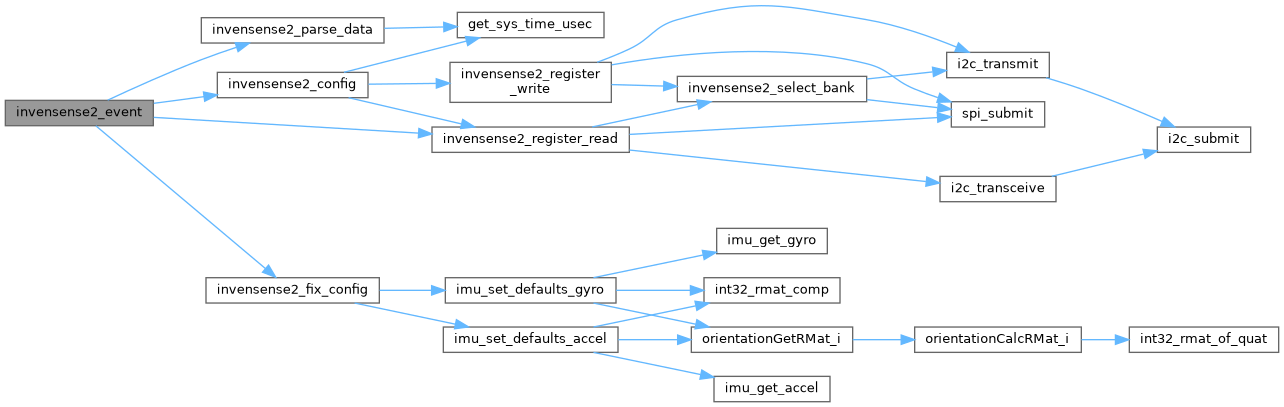 invensense2_event
invensense2_parse_data
invensense2_config
invensense2_fix_config
get_sys_time_usec
invensense2_register
_write
invensense2_register_read
invensense2_select_bank
i2c_transmit
spi_submit
i2c_transceive
i2c_submit
imu_set_defaults_gyro
imu_set_defaults_accel
imu_get_gyro
int32_rmat_comp
orientationGetRMat_i
imu_get_accel
orientationCalcRMat_i
int32_rmat_of_quat